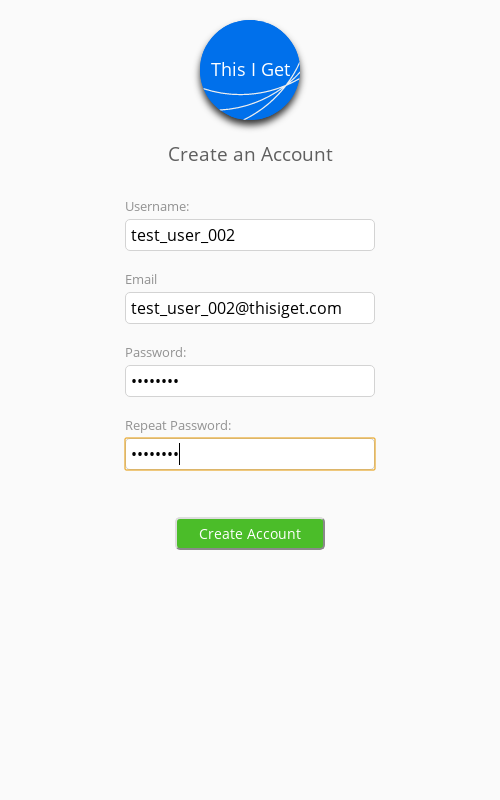 This I Get
Create an Account
Username:
test_user_002
Email
test_user_002@thisiget.com
Password:
••••••••
Repeat Password:
••••••••
Create Account